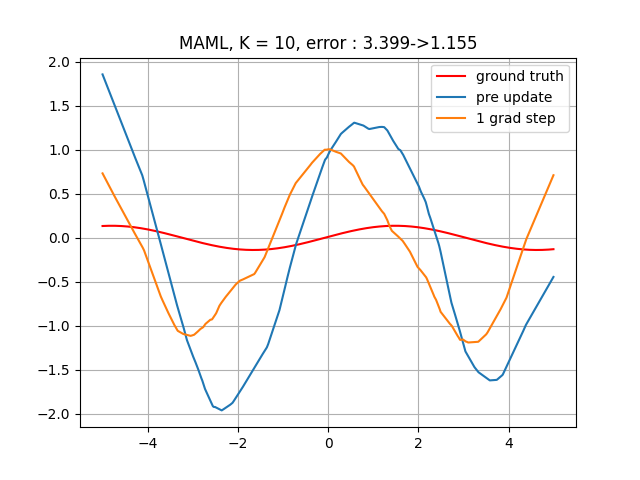 MAML, K = 10, error : 3.399->1.155
ground truth
pre update
1 grad step
2.0
1.5
1.0
0.5
0.0
−0.5
−1.0
−1.5
−2.0
−4 −2 0 2 4